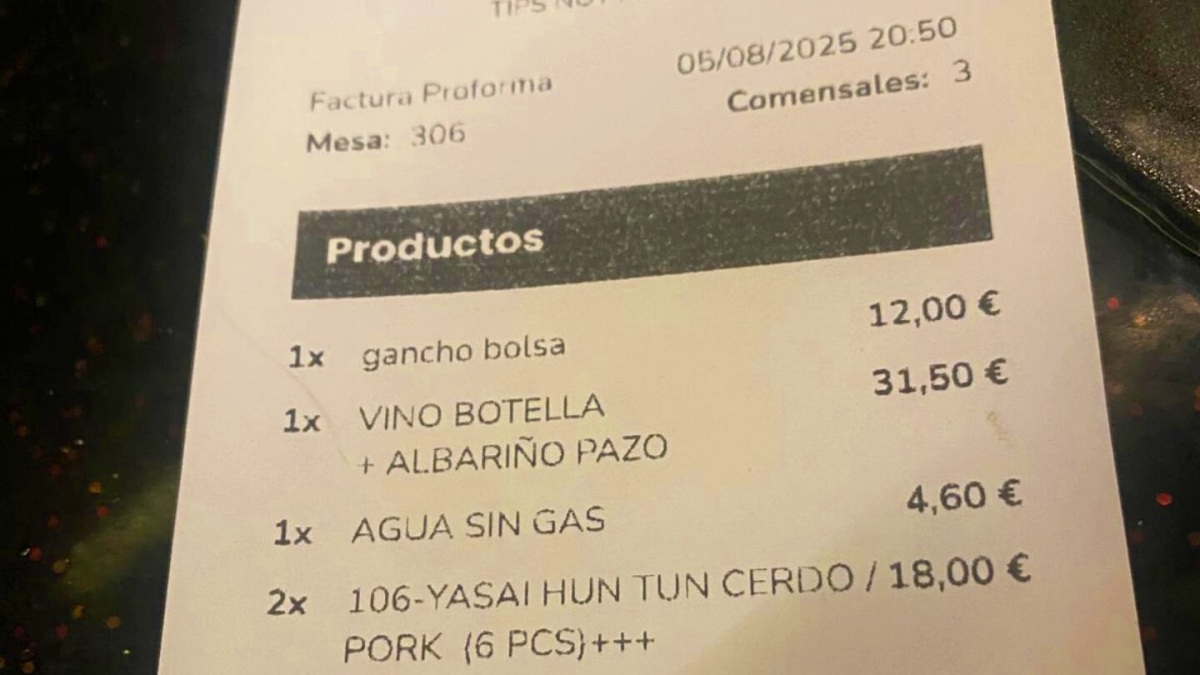 TIPS NOT
05/08/2025 20:50
Factura Proforma
Comensales: 3
Mesa: 306
Productos
1x gancho bolsa 12,00 €
1x VINO BOTELLA 31,50 €
+ ALBARIÑO PAZO
1x AGUA SIN GAS 4,60 €
2x 106-YASAI HUN TUN CERDO / 18,00 €
PORK (6 PCS)+++